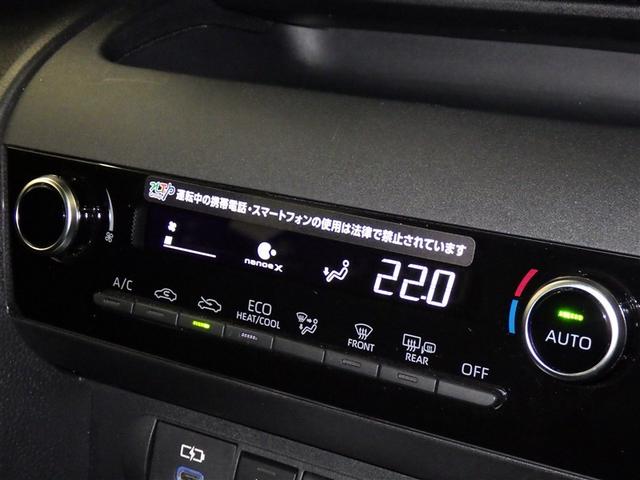 運転中の携帯電話・スマートフォンの使用は法律で禁止されています
nanoe X
22.0
A/C
ECO
HEAT/COOL
FRONT
REAR
OFF
AUTO